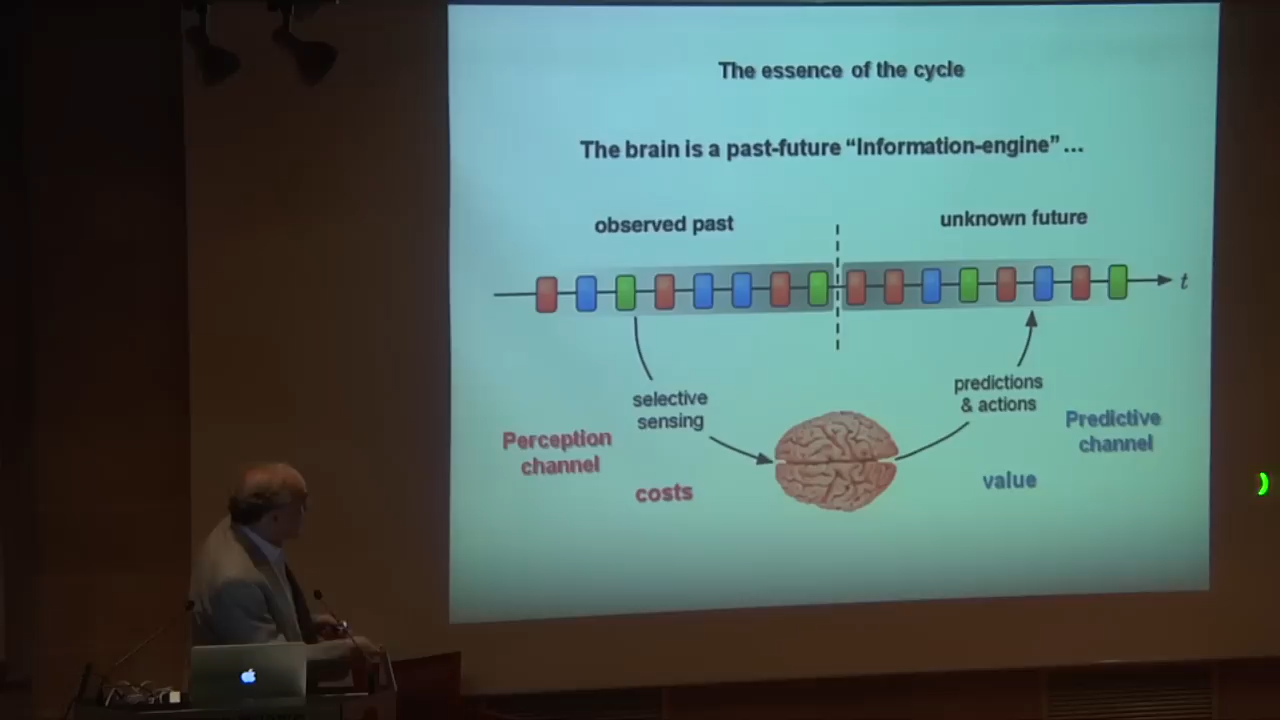 The essence of the cycle
The brain is a past-future “Information-engine”...
observed past
unknown future
t
selective
sensing
predictions
& actions
Perception
channel
Predictive
channel
costs
value